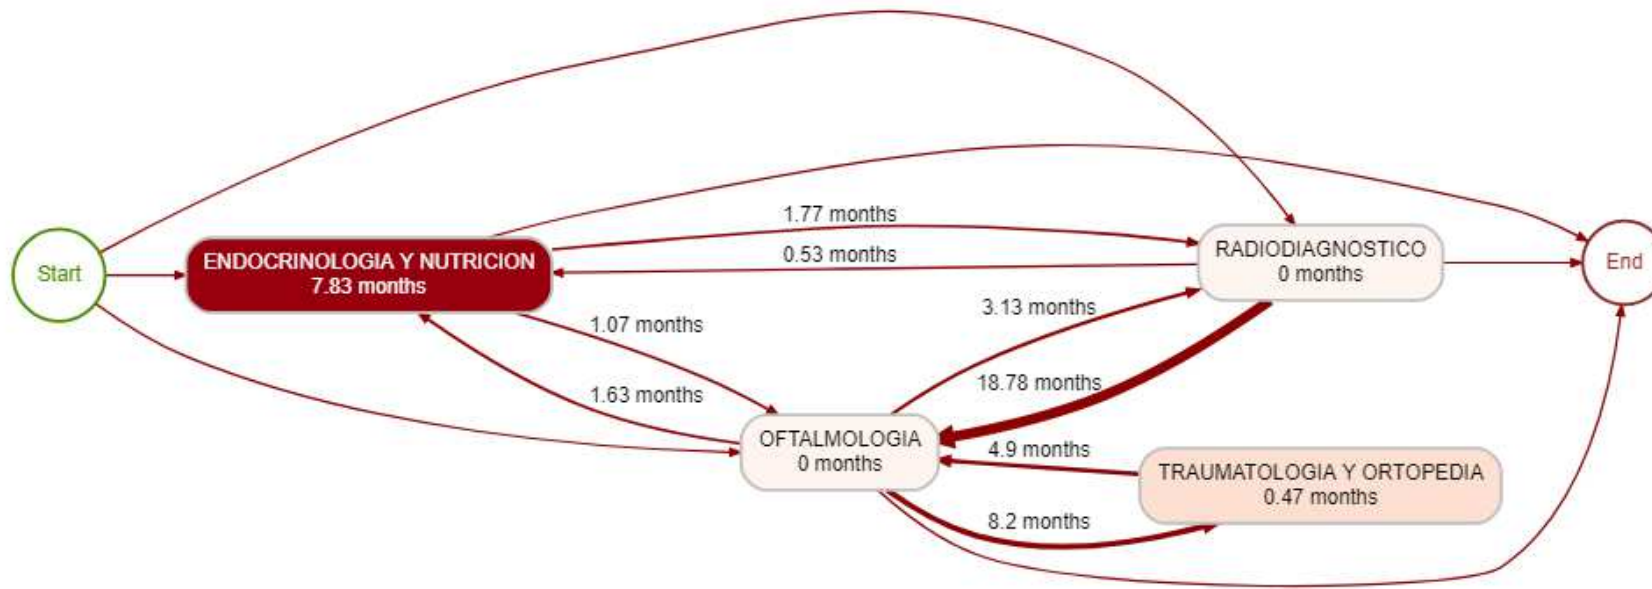 1.77 months
RADIODIAGNOSTICO
0 months
0.53 months
Start
ENDOCRINOLOGIA Y NUTRICION
7.83 months
End
3.13 months
1.07 months
18.78 months
1.63 months
OFTALMOLOGIA
0 months
4.9 months
TRAUMATOLOGIA Y ORTOPEDIA
0.47 months
8.2 months